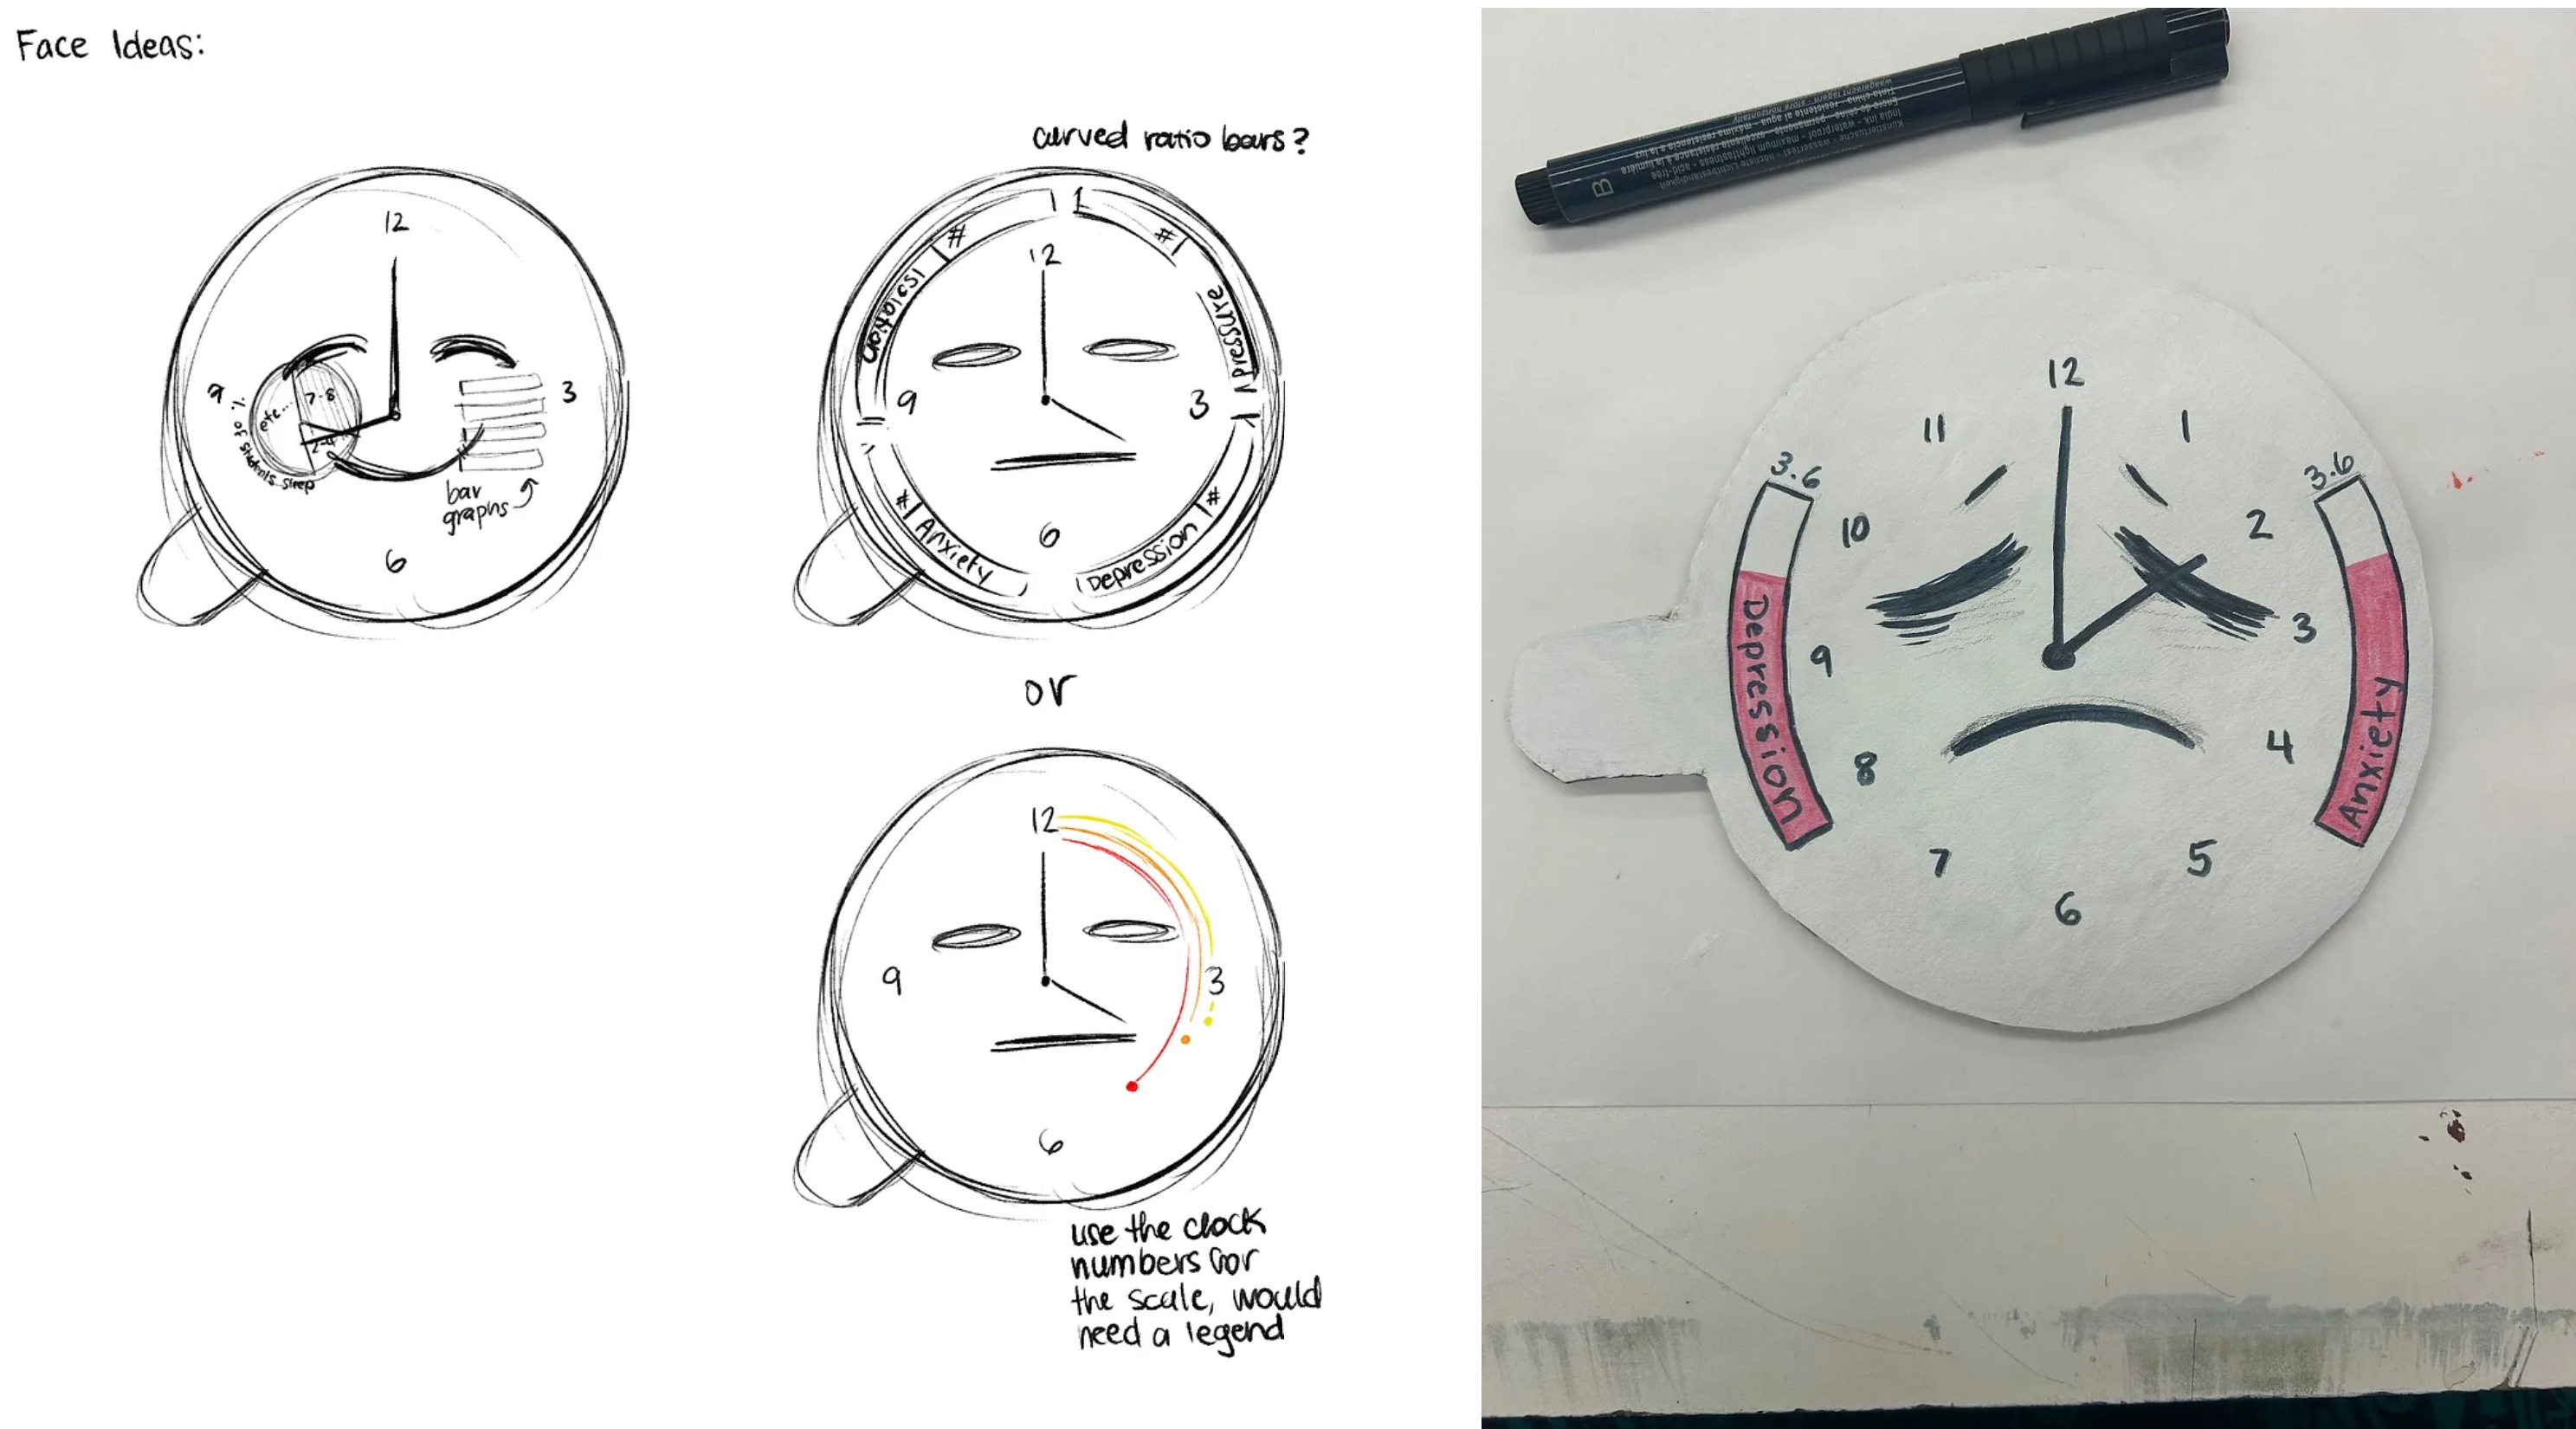 Face Ideas:
12
9
3
6
7-8
etc...
2-4
% of students sleep
bar
graphs
curved ratio bars?
1
1
#
#
12
Pressure
9
3
#
Anxiety
6
Depression
#
or
12
9
3
6
use the clock
numbers for
the scale, would
need a legend
B
12
11
1
3.6
3.6
10
2
Depression
9
3
8
4
Anxiety
7
5
6